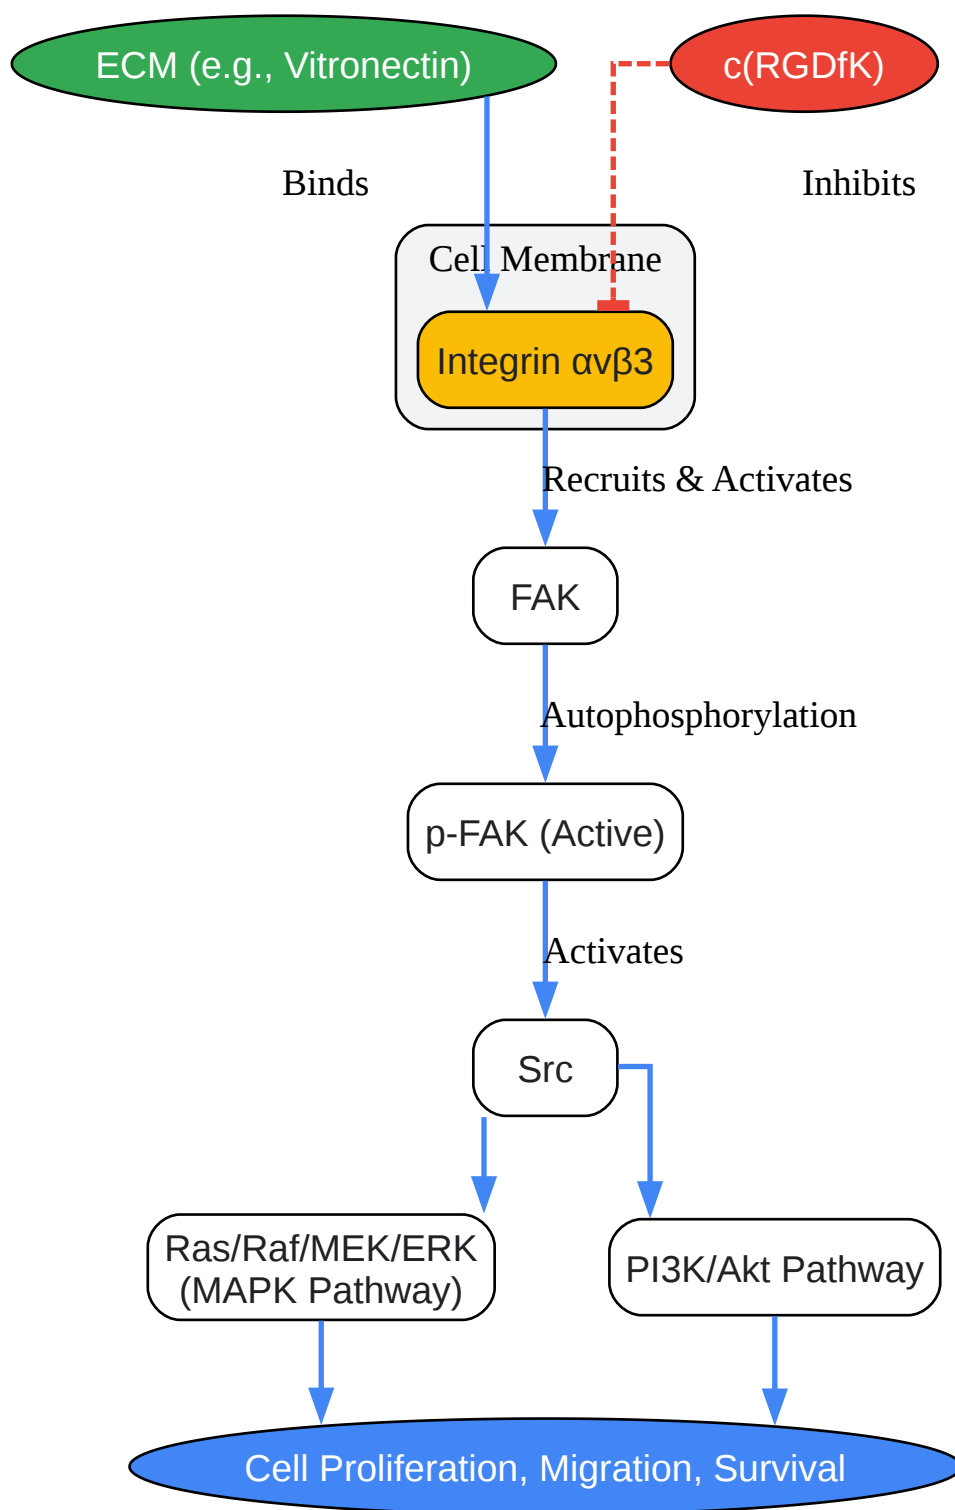 ECM (e.g., Vitronectin)
c(RGDfK)
Binds
Inhibits
Cell Membrane
Integrin αvβ3
Recruits & Activates
FAK
Autophosphorylation
p-FAK (Active)
Activates
Src
Ras/Raf/MEK/ERK
(MAPK Pathway)
PI3K/Akt Pathway
Cell Proliferation, Migration, Survival